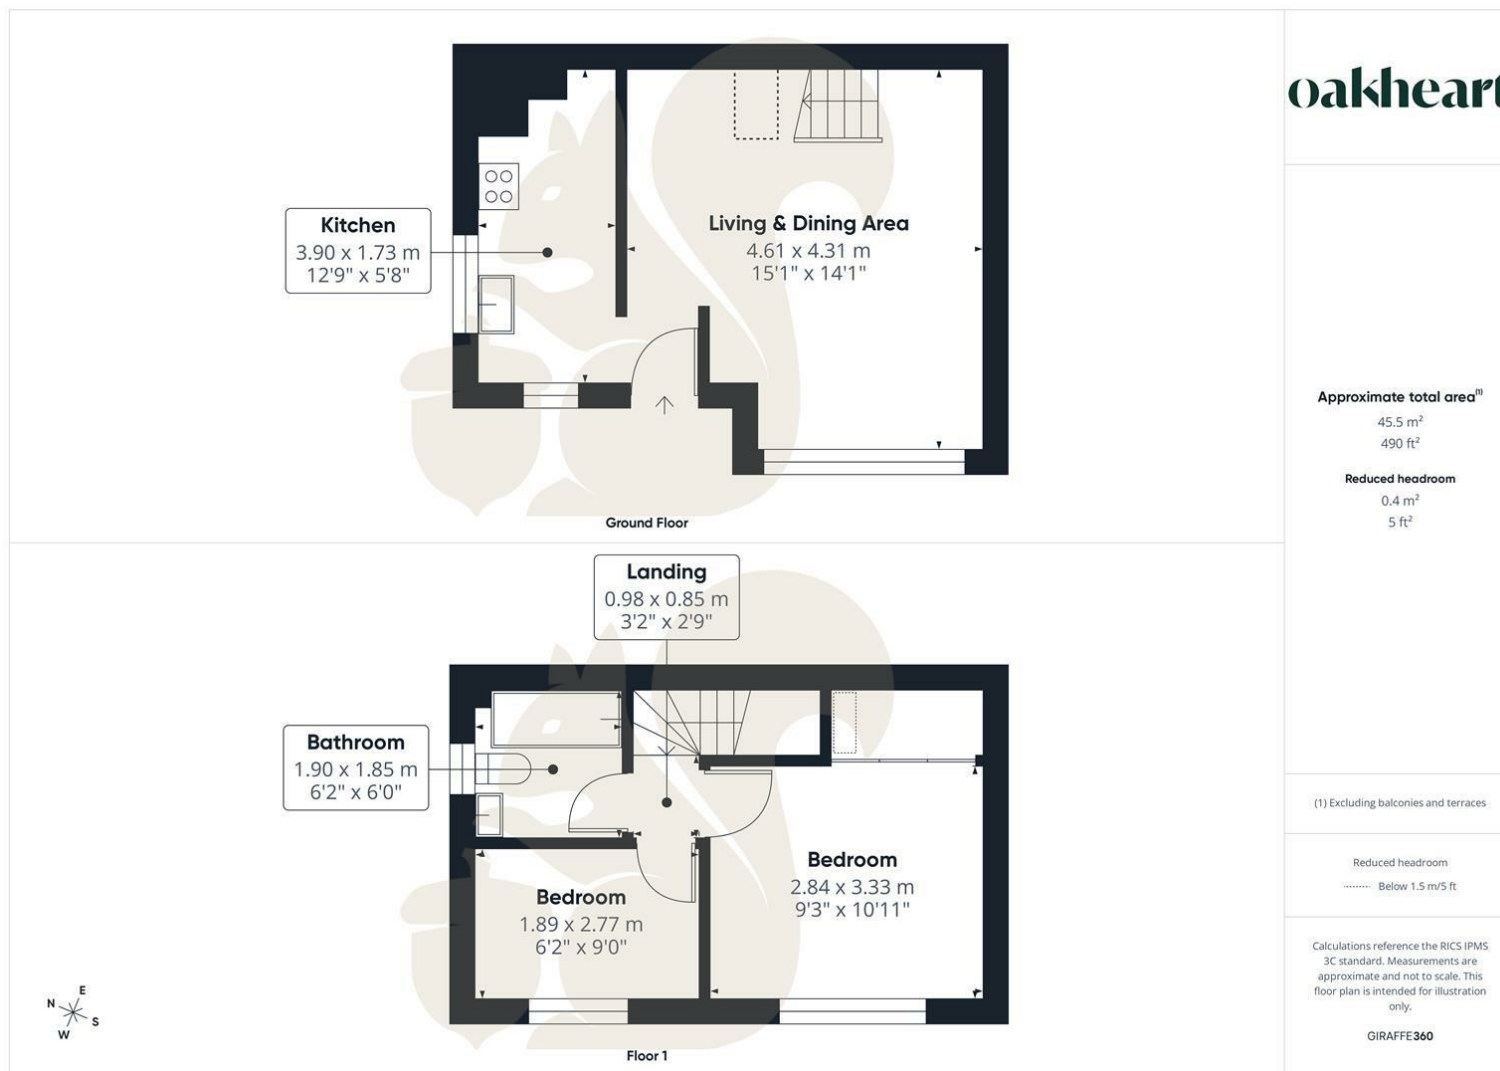 Kitchen
3.90 x 1.73 m
12'9" x 5'8"
Living & Dining Area
4.61 x 4.31 m
15'1" x 14'1"
Ground Floor
Landing
0.98 x 0.85 m
3'2" x 2'9"
Bathroom
1.90 x 1.85 m
6'2" x 6'0"
Bedroom
1.89 x 2.77 m
6'2" x 9'0"
Bedroom
2.84 x 3.33 m
9'3" x 10'11"
Floor 1
N
E
S
W
oakheart
Approximate total area(1)
45.5 m²
490 ft²
Reduced headroom
0.4 m²
5 ft²
(1) Excluding balconies and terraces
Reduced headroom
Below 1.5 m/5 ft
Calculations reference the RICS IPMS
3C standard. Measurements are
approximate and not to scale. This
floor plan is intended for illustration
only.
GIRAFFE360